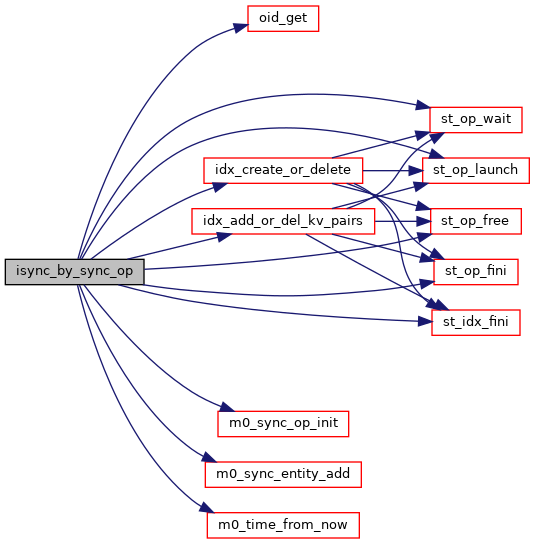 oid_get
st_op_wait
idx_create_or_delete
st_op_launch
idx_add_or_del_kv_pairs
st_op_free
isync_by_sync_op
st_op_fini
st_idx_fini
m0_sync_op_init
m0_sync_entity_add
m0_time_from_now